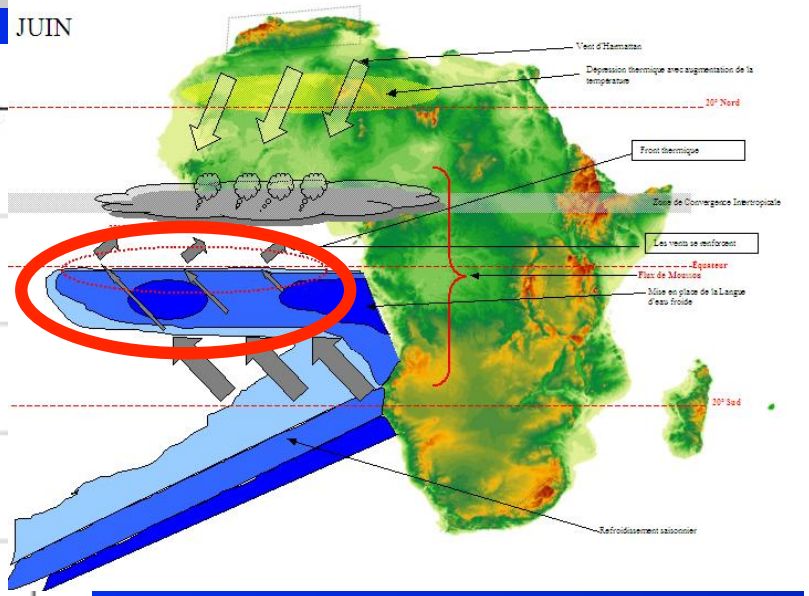 JUIN
Vent d'Harmattan
Dépression thermique avec augmentation de la
température
20° Nord
Front thermique
Zone de Convergence Intertropicale
Les vents se renforcent
Équateur
Flux de Mousson
Mise en place de la Langue
d'eau froide
20° Sud
Refroidissement saisonnier